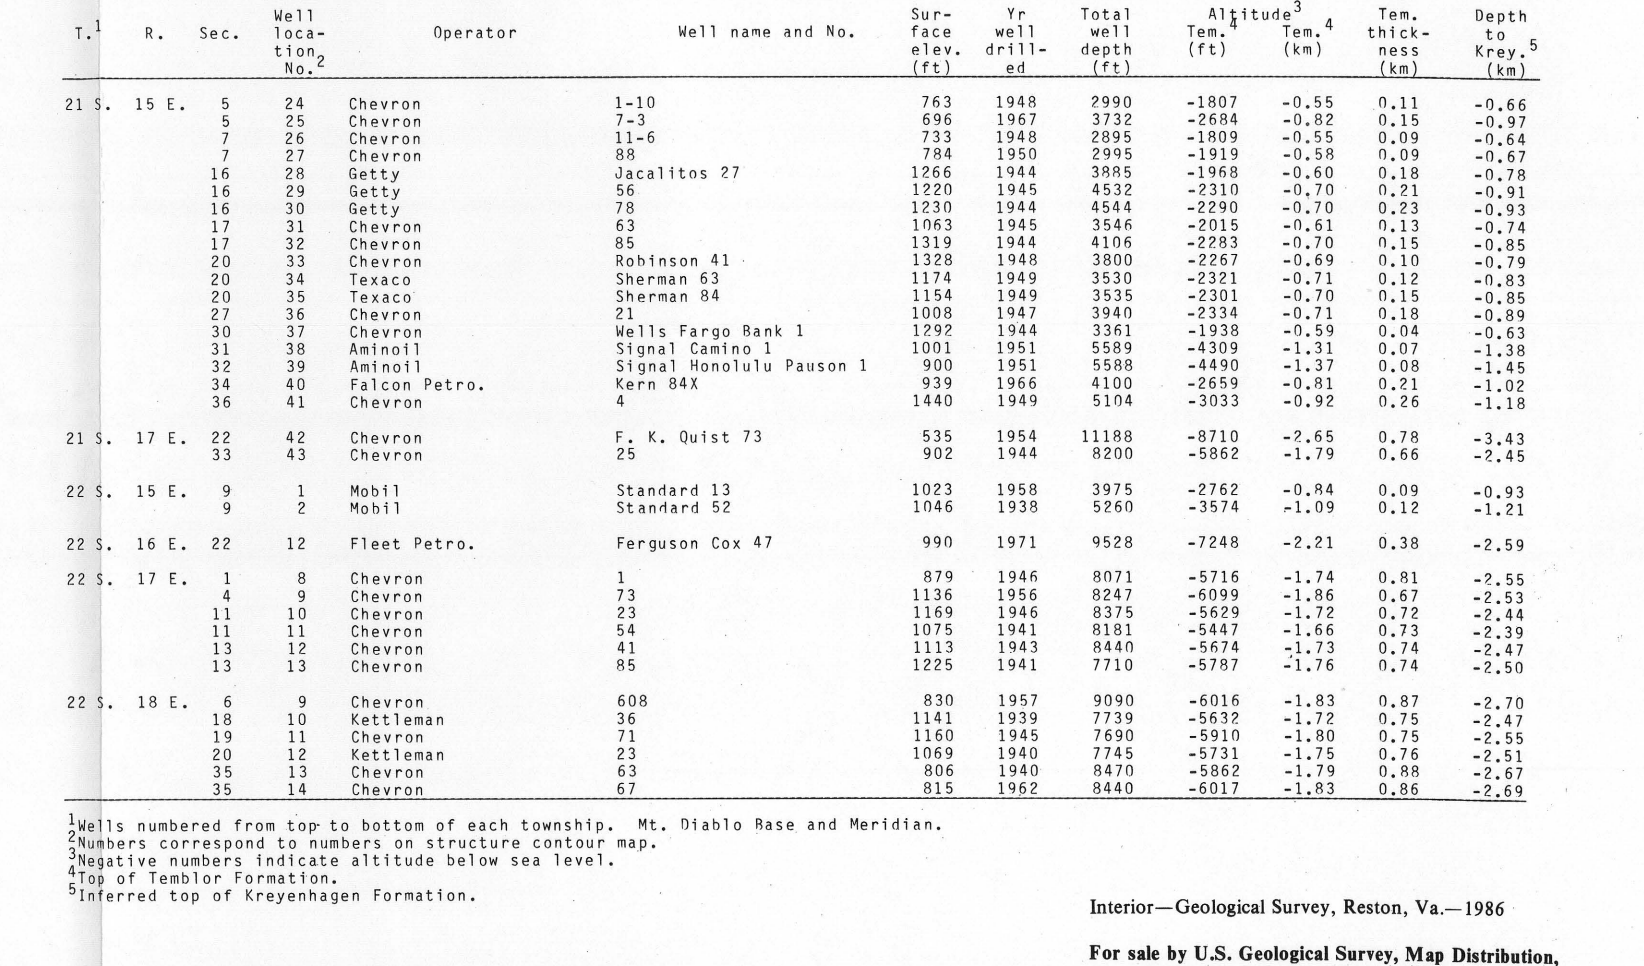 Well Sur- Yr Total Altitude3 Tem. Depth
T.1 R. Sec. loca- Operator Well name and No. face well well Tem.4 Tem.4 thick- to
tion elev. drill- depth (ft) (km) ness Krey.5
No.2 (ft) ed (ft) (km) (km)
21 S. 15 E. 5 24 Chevron 1-10 763 1948 2990 -1807 -0.55 0.11 -0.66
5 25 Chevron 7-3 696 1967 3732 -2684 -0.82 0.15 -0.97
7 26 Chevron 11-6 733 1948 2895 -1809 -0.55 0.09 -0.64
7 27 Chevron 88 784 1950 2995 -1919 -0.58 0.09 -0.67
16 28 Getty Jacalitos 27 1266 1944 3885 -1968 -0.60 0.18 -0.78
16 29 Getty 56 1220 1945 4532 -2310 -0.70 0.21 -0.91
16 30 Getty 78 1230 1944 4544 -2290 -0.70 0.23 -0.93
17 31 Chevron 63 1063 1945 3546 -2015 -0.61 0.13 -0.74
17 32 Chevron 85 1319 1944 4106 -2283 -0.70 0.15 -0.85
20 33 Chevron Robinson 41 1328 1948 3800 -2267 -0.69 0.10 -0.79
20 34 Texaco Sherman 63 1174 1949 3530 -2321 -0.71 0.12 -0.83
20 35 Texaco Sherman 84 1154 1949 3535 -2301 -0.70 0.15 -0.85
27 36 Chevron 21 1008 1947 3940 -2334 -0.71 0.18 -0.89
30 37 Chevron Wells Fargo Bank 1 1292 1944 3361 -1938 -0.59 0.04 -0.63
31 38 Aminoil Signal Camino 1 1001 1951 5589 -4309 -1.31 0.07 -1.38
32 39 Aminoil Signal Honolulu Pauson 1 900 1951 5588 -4490 -1.37 0.08 -1.45
34 40 Falcon Petro. Kern 84X 939 1966 4100 -2659 -0.81 0.21 -1.02
36 41 Chevron 4 1440 1949 5104 -3033 -0.92 0.26 -1.18
21 S. 17 E. 22 42 Chevron F. K. Quist 73 535 1954 11188 -8710 -2.65 0.78 -3.43
33 43 Chevron 25 902 1944 8200 -5862 -1.79 0.66 -2.45
22 S. 15 E. 9 1 Mobil Standard 13 1023 1958 3975 -2762 -0.84 0.09 -0.93
9 2 Mobil Standard 52 1046 1938 5260 -3574 -1.09 0.12 -1.21
22 S. 16 E. 22 12 Fleet Petro. Ferguson Cox 47 990 1971 9528 -7248 -2.21 0.38 -2.59
22 S. 17 E. 1 8 Chevron 1 879 1946 8071 -5716 -1.74 0.81 -2.55
4 9 Chevron 73 1136 1956 8247 -6099 -1.86 0.67 -2.53
11 10 Chevron 23 1169 1946 8375 -5629 -1.72 0.72 -2.44
11 11 Chevron 54 1075 1941 8181 -5447 -1.66 0.73 -2.39
13 12 Chevron 41 1113 1943 8440 -5674 -1.73 0.74 -2.47
13 13 Chevron 85 1225 1941 7710 -5787 -1.76 0.74 -2.50
22 S. 18 E. 6 9 Chevron 608 830 1957 9090 -6016 -1.83 0.87 -2.70
18 10 Kettleman 36 1141 1939 7739 -5632 -1.72 0.75 -2.47
19 11 Chevron 71 1160 1945 7690 -5910 -1.80 0.75 -2.55
20 12 Kettleman 23 1069 1940 7745 -5731 -1.75 0.76 -2.51
35 13 Chevron 63 806 1940 8470 -5862 -1.79 0.88 -2.67
35 14 Chevron 67 815 1962 8440 -6017 -1.83 0.86 -2.69
1Wells numbered from top to bottom of each township. Mt. Diablo Base and Meridian.
2Numbers correspond to numbers on structure contour map.
3Negative numbers indicate altitude below sea level.
4Top of Temblor Formation.
5Inferred top of Kreyenhagen Formation.
Interior—Geological Survey, Reston, Va.—1986
For sale by U.S. Geological Survey, Map Distribution,